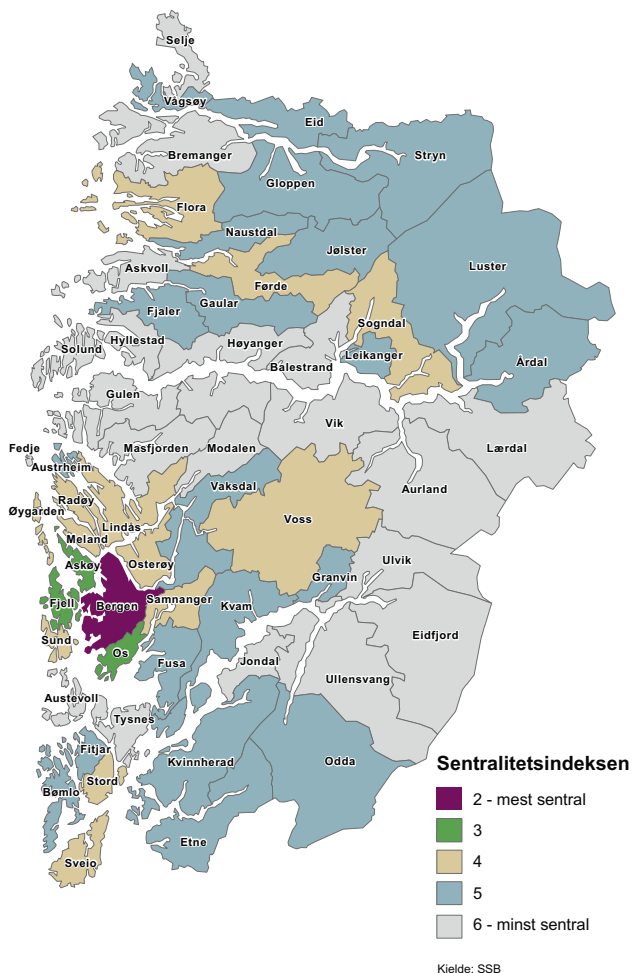 Selje
Vågsøy
Eid
Stryn
Bremanger
Gloppen
Flora
Naustdal
Jølster
Luster
Askvoll
Førde
Fjaler
Gaular
Sogndal
Hyllestad
Høyanger
Leikanger
Solund
Årdal
Bålestrand
Gulen
Vik
Fedje
Masfjorden
Modalen
Lærdal
Austrheim
Vaksdal
Aurland
Radøy
Øygarden
Lindås
Voss
Meland
Osterøy
Askøy
Ulvik
Granvin
Fjell
Bergen
Samnanger
Kvam
Sund
Os
Eidfjord
Fusa
Jondal
Ullensvang
Austevoll
Tysnes
Fitjar
Kvinnherad
Odda
Stord
Bømlo
Etne
Sveio
Sentralitetsindeksen
2 - mest sentral
3
4
5
6 - minst sentral
Kjelde: SSB